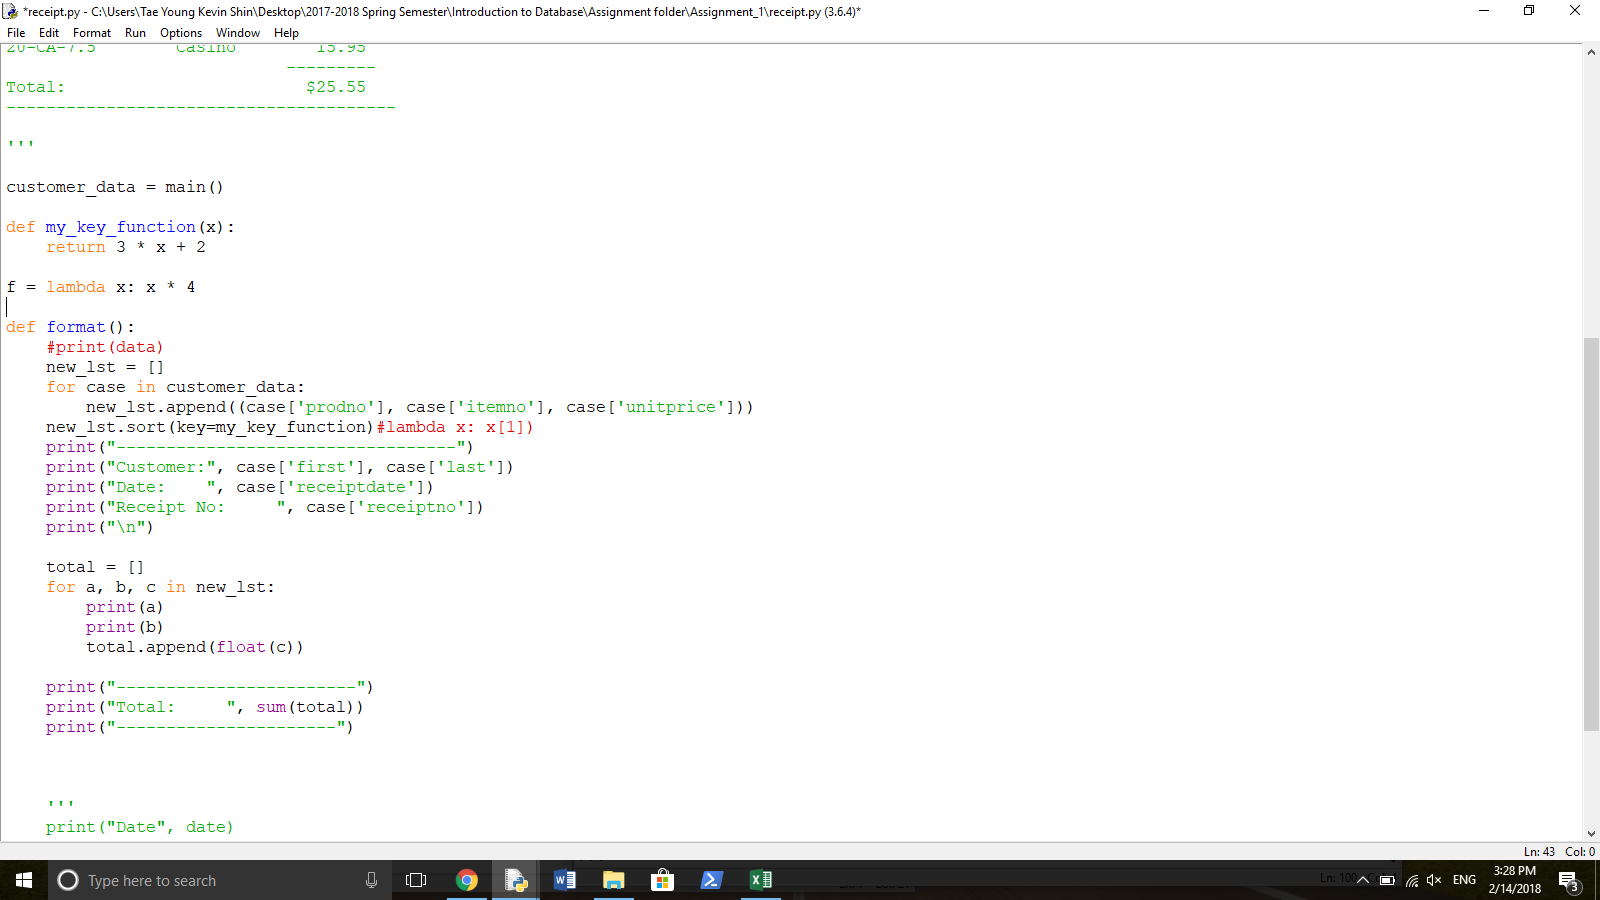 *receipt.py - C:\Users\Tae Young Kevin Shin\Desktop\2017-2018 Spring Semester\Introduction to Database\Assignment folder\Assignment_1\receipt.py (3.6.4)*
File Edit Format Run Options Window Help
20-CA-7.5        Casino        15.95
                            ---------
Total:                        $25.55
---------------------------------------
'''
customer_data = main()
def my_key_function(x):
    return 3 * x + 2
f = lambda x: x * 4
def format():
    #print(data)
    new_lst = []
    for case in customer_data:
        new_lst.append((case['prodno'], case['itemno'], case['unitprice']))
    new_lst.sort(key=my_key_function)#lambda x: x[1])
    print("----------------------------------")
    print("Customer:", case['first'], case['last'])
    print("Date:    ", case['receiptdate'])
    print("Receipt No:     ", case['receiptno'])
    print("\n")
    total = []
    for a, b, c in new_lst:
        print(a)
        print(b)
        total.append(float(c))
    print("------------------------")
    print("Total:     ", sum(total))
    print("----------------------")
    '''
    print("Date", date)
Ln: 43 Col: 0
Type here to search
ENG
3:28 PM
2/14/2018
3